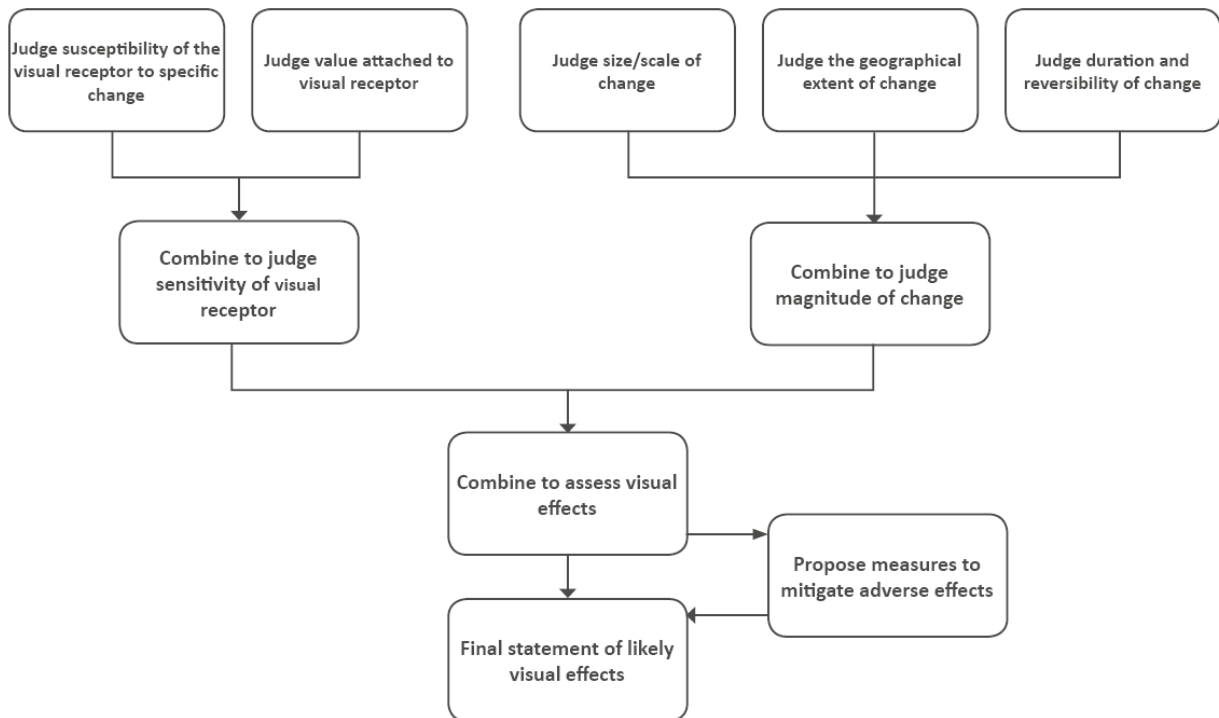 Judge susceptibility of the
visual receptor to specific
change
Judge value attached to
visual receptor
Judge size/scale of
change
Judge the geographical
extent of change
Judge duration and
reversibility of change
Combine to judge
sensitivity of visual
receptor
Combine to judge
magnitude of change
Combine to assess visual
effects
Propose measures to
mitigate adverse effects
Final statement of likely
visual effects